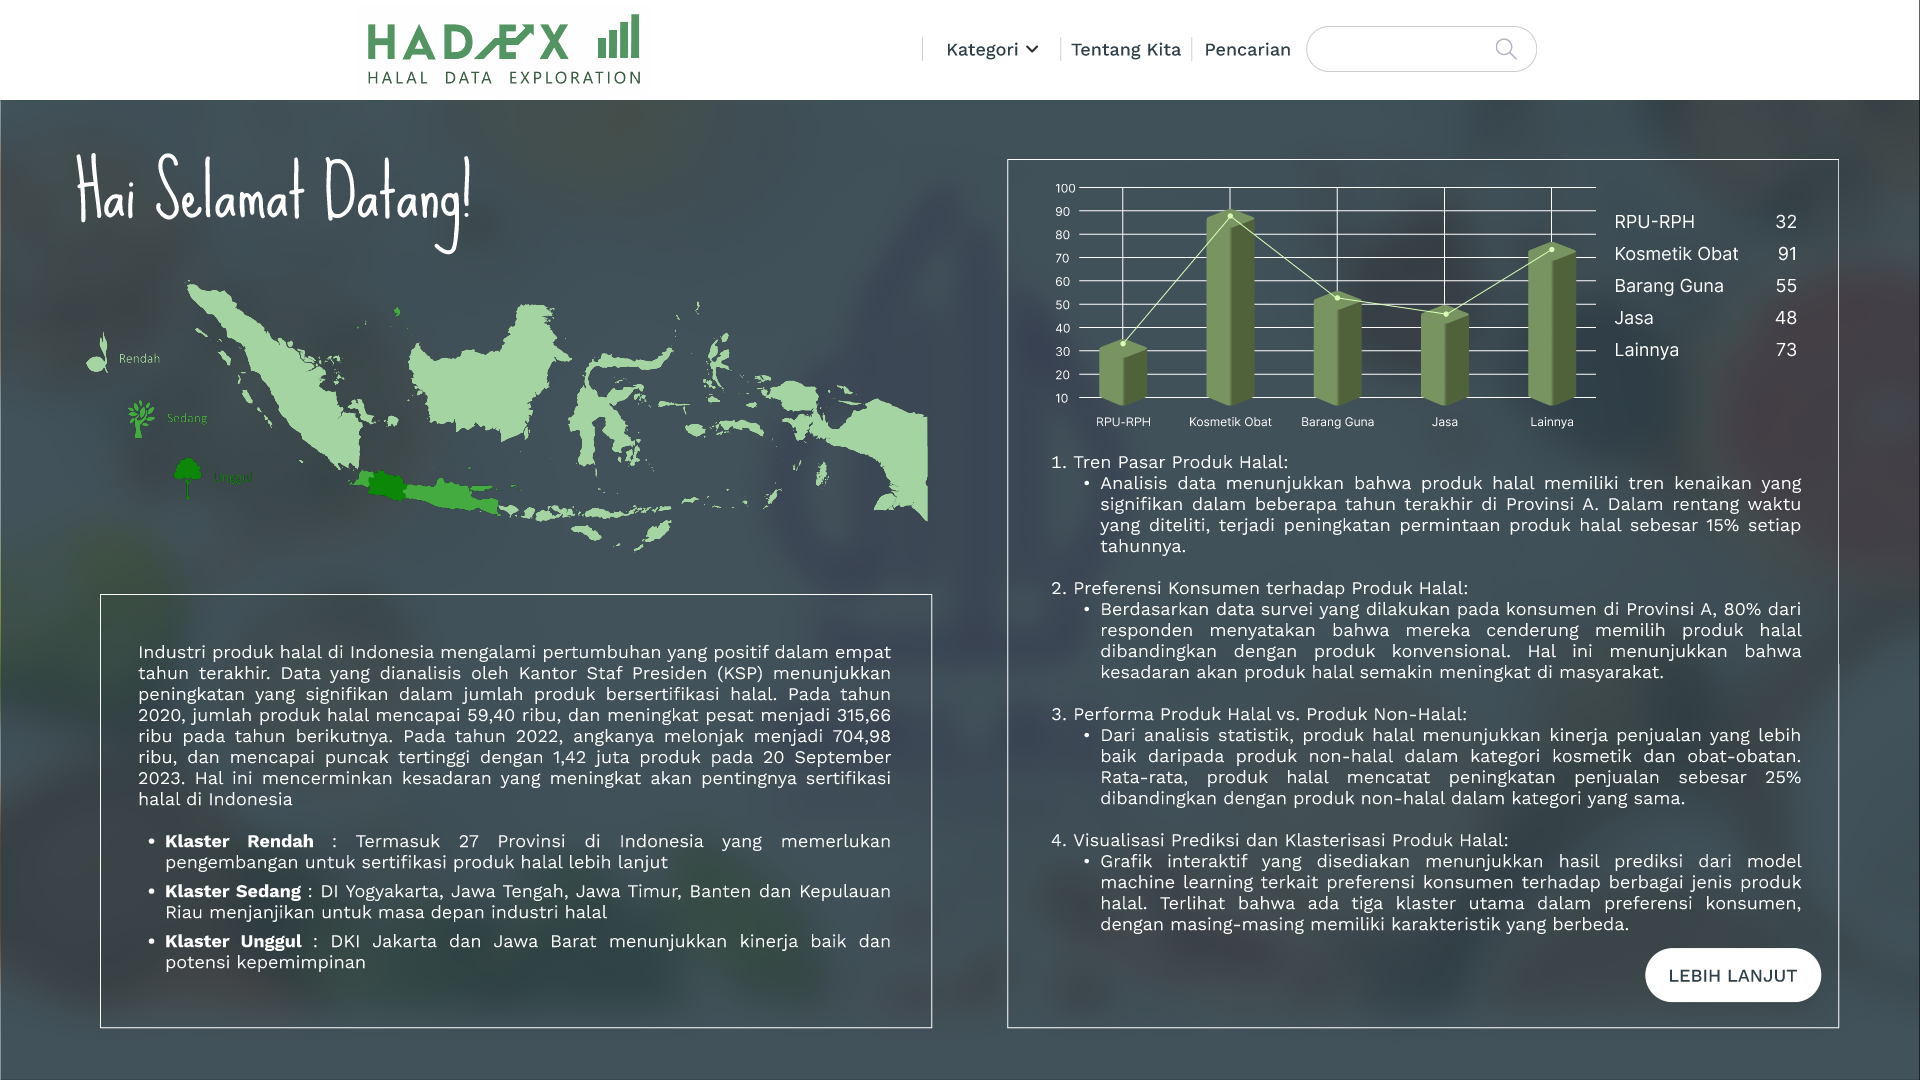 HADEX
HALAL DATA EXPLORATION
Kategori
Tentang Kita
Pencarian
Hai Selamat Datang!
Rendah
Sedang
Unggul
Industri produk halal di Indonesia mengalami pertumbuhan yang positif dalam empat
tahun terakhir. Data yang dianalisis oleh Kantor Staf Presiden (KSP) menunjukkan
peningkatan yang signifikan dalam jumlah produk bersertifikasi halal. Pada tahun
2020, jumlah produk halal mencapai 59,40 ribu, dan meningkat pesat menjadi 315,66
ribu pada tahun berikutnya. Pada tahun 2022, angkanya melonjak menjadi 704,98
ribu, dan mencapai puncak tertinggi dengan 1,42 juta produk pada 20 September
2023. Hal ini mencerminkan kesadaran yang meningkat akan pentingnya sertifikasi
halal di Indonesia
• Klaster Rendah : Termasuk 27 Provinsi di Indonesia yang memerlukan
pengembangan untuk sertifikasi produk halal lebih lanjut
• Klaster Sedang : DI Yogyakarta, Jawa Tengah, Jawa Timur, Banten dan Kepulauan
Riau menjanjikan untuk masa depan industri halal
• Klaster Unggul : DKI Jakarta dan Jawa Barat menunjukkan kinerja baik dan
potensi kepemimpinan
100
90
80
70
60
50
40
30
20
10
RPU-RPH
Kosmetik Obat
Barang Guna
Jasa
Lainnya
RPU-RPH 32
Kosmetik Obat 91
Barang Guna 55
Jasa 48
Lainnya 73
1. Tren Pasar Produk Halal:
• Analisis data menunjukkan bahwa produk halal memiliki tren kenaikan yang
signifikan dalam beberapa tahun terakhir di Provinsi A. Dalam rentang waktu
yang diteliti, terjadi peningkatan permintaan produk halal sebesar 15% setiap
tahunnya.
2. Preferensi Konsumen terhadap Produk Halal:
• Berdasarkan data survei yang dilakukan pada konsumen di Provinsi A, 80% dari
responden menyatakan bahwa mereka cenderung memilih produk halal
dibandingkan dengan produk konvensional. Hal ini menunjukkan bahwa
kesadaran akan produk halal semakin meningkat di masyarakat.
3. Performa Produk Halal vs. Produk Non-Halal:
• Dari analisis statistik, produk halal menunjukkan kinerja penjualan yang lebih
baik daripada produk non-halal dalam kategori kosmetik dan obat-obatan.
Rata-rata, produk halal mencatat peningkatan penjualan sebesar 25%
dibandingkan dengan produk non-halal dalam kategori yang sama.
4. Visualisasi Prediksi dan Klasterisasi Produk Halal:
• Grafik interaktif yang disediakan menunjukkan hasil prediksi dari model
machine learning terkait preferensi konsumen terhadap berbagai jenis produk
halal. Terlihat bahwa ada tiga klaster utama dalam preferensi konsumen,
dengan masing-masing memiliki karakteristik yang berbeda.
LEBIH LANJUT